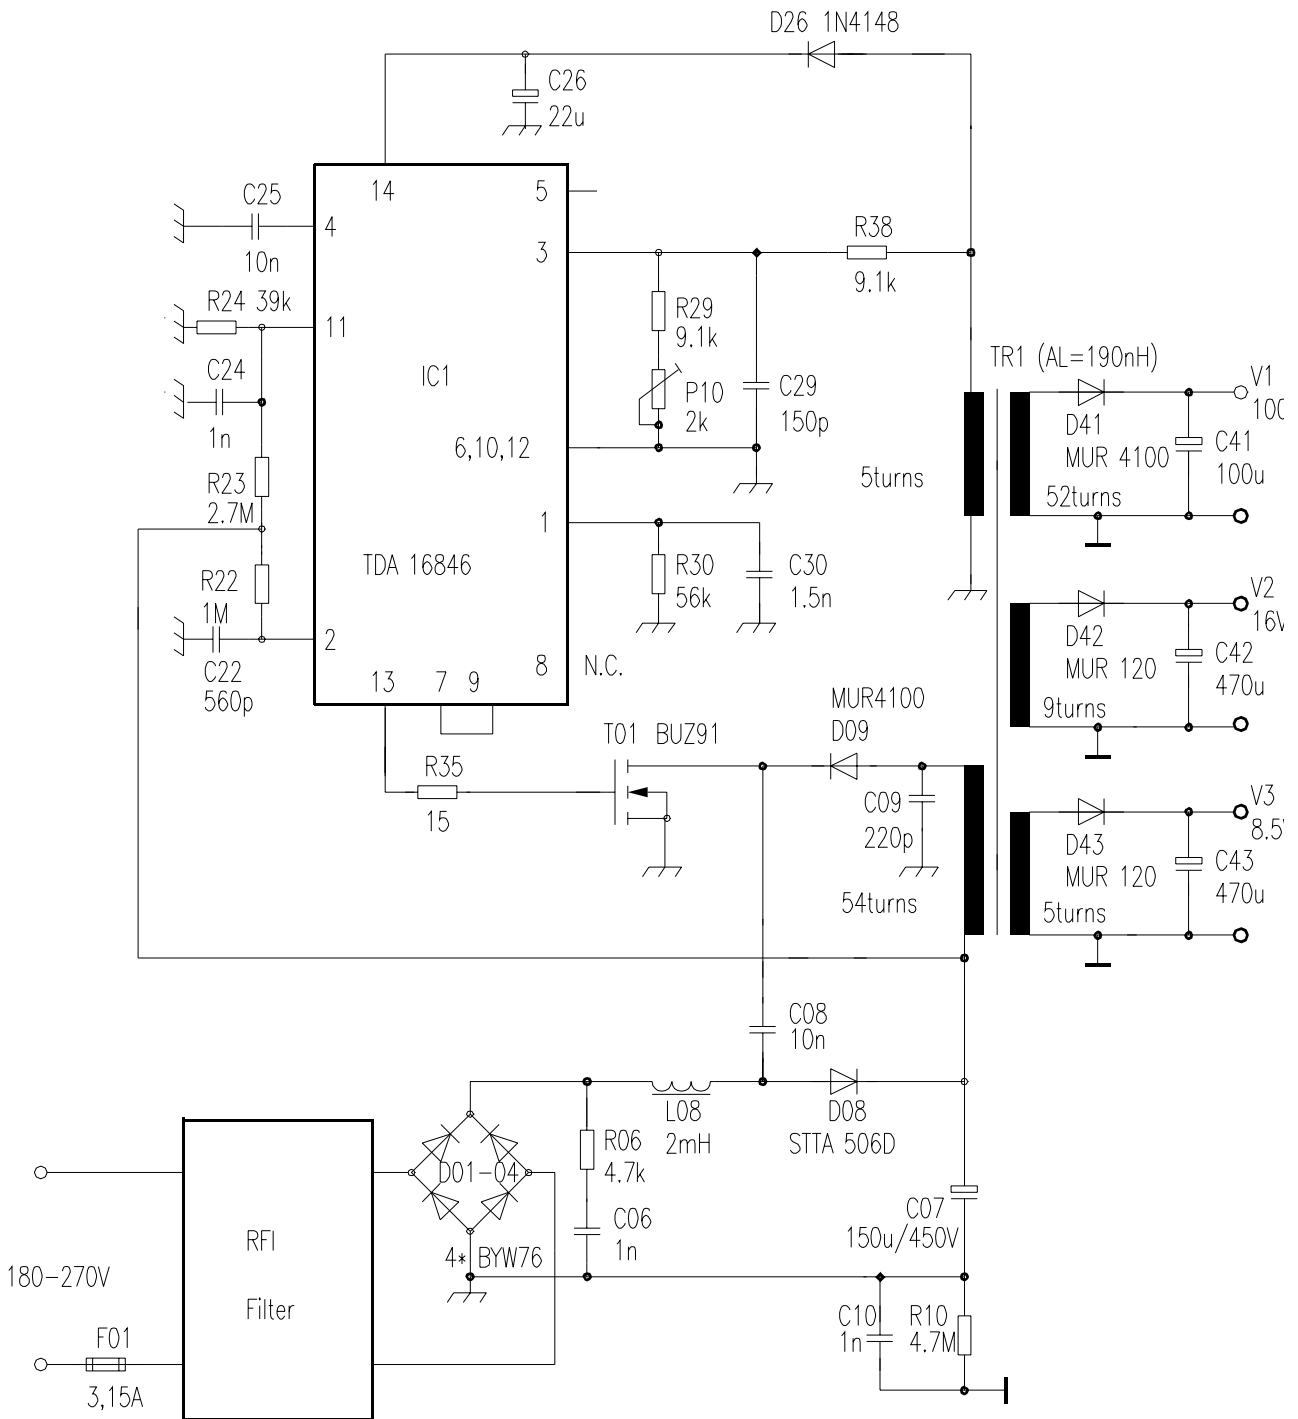 D26 1N4148
C26
22u
14
5
C25
4
10n
3
R38
9.1k
R24 39k
11
R29
9.1k
TR1 (AL=190nH)
C24
1n
IC1
P10
2k
C29
150p
V1
D41
MUR 4100
C41
100u
6,10,12
5turns
52turns
R23
2.7M
1
TDA 16846
R30
56k
C30
1.5n
R22
1M
V2
D42
MUR 120
C42
470u
2
C22
560p
8
N.C.
13
7
9
9turns
MUR4100
D09
T01 BUZ91
R35
15
C09
220p
V3
D43
MUR 120
C43
470u
54turns
5turns
C08
10n
L08
2mH
D08
STTA 506D
R06
4.7k
D01-04
C06
1n
C07
150u/450V
4* BYW76
RFI
Filter
180-270V
F01
3,15A
C10
1n
R10
4.7M